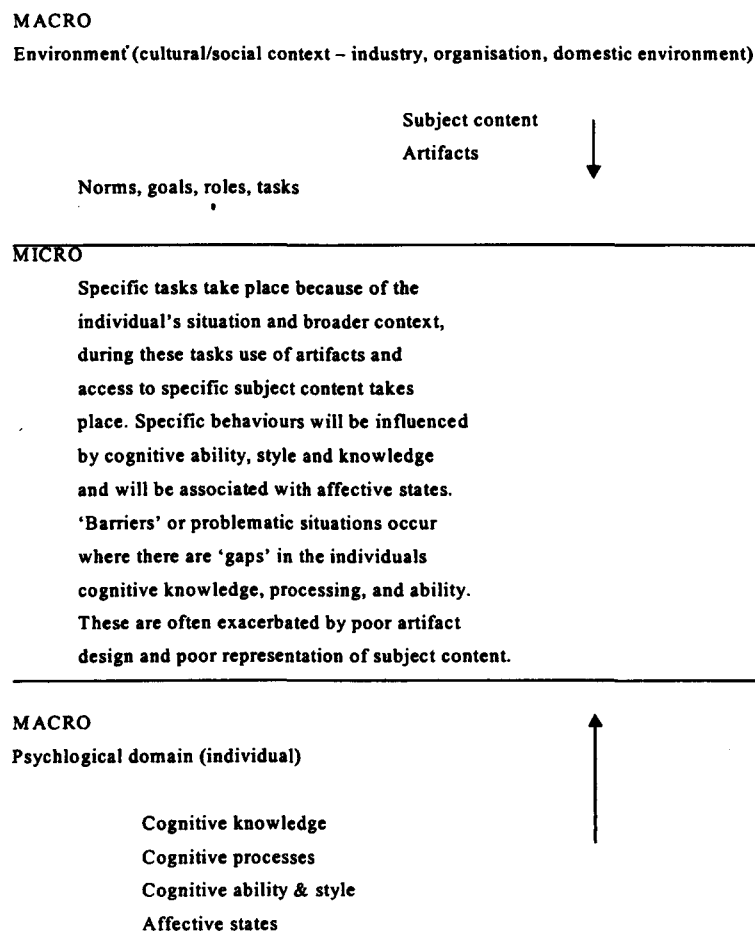 MACRO
Environment (cultural/social context – industry, organisation, domestic environment)
Subject content
Artifacts
Norms, goals, roles, tasks
MICRO
Specific tasks take place because of the
individual's situation and broader context,
during these tasks use of artifacts and
access to specific subject content takes
place. Specific behaviours will be influenced
by cognitive ability, style and knowledge
and will be associated with affective states.
‘Barriers’ or problematic situations occur
where there are ‘gaps’ in the individuals
cognitive knowledge, processing, and ability.
These are often exacerbated by poor artifact
design and poor representation of subject content.
MACRO
Psychlogical domain (individual)
Cognitive knowledge
Cognitive processes
Cognitive ability & style
Affective states